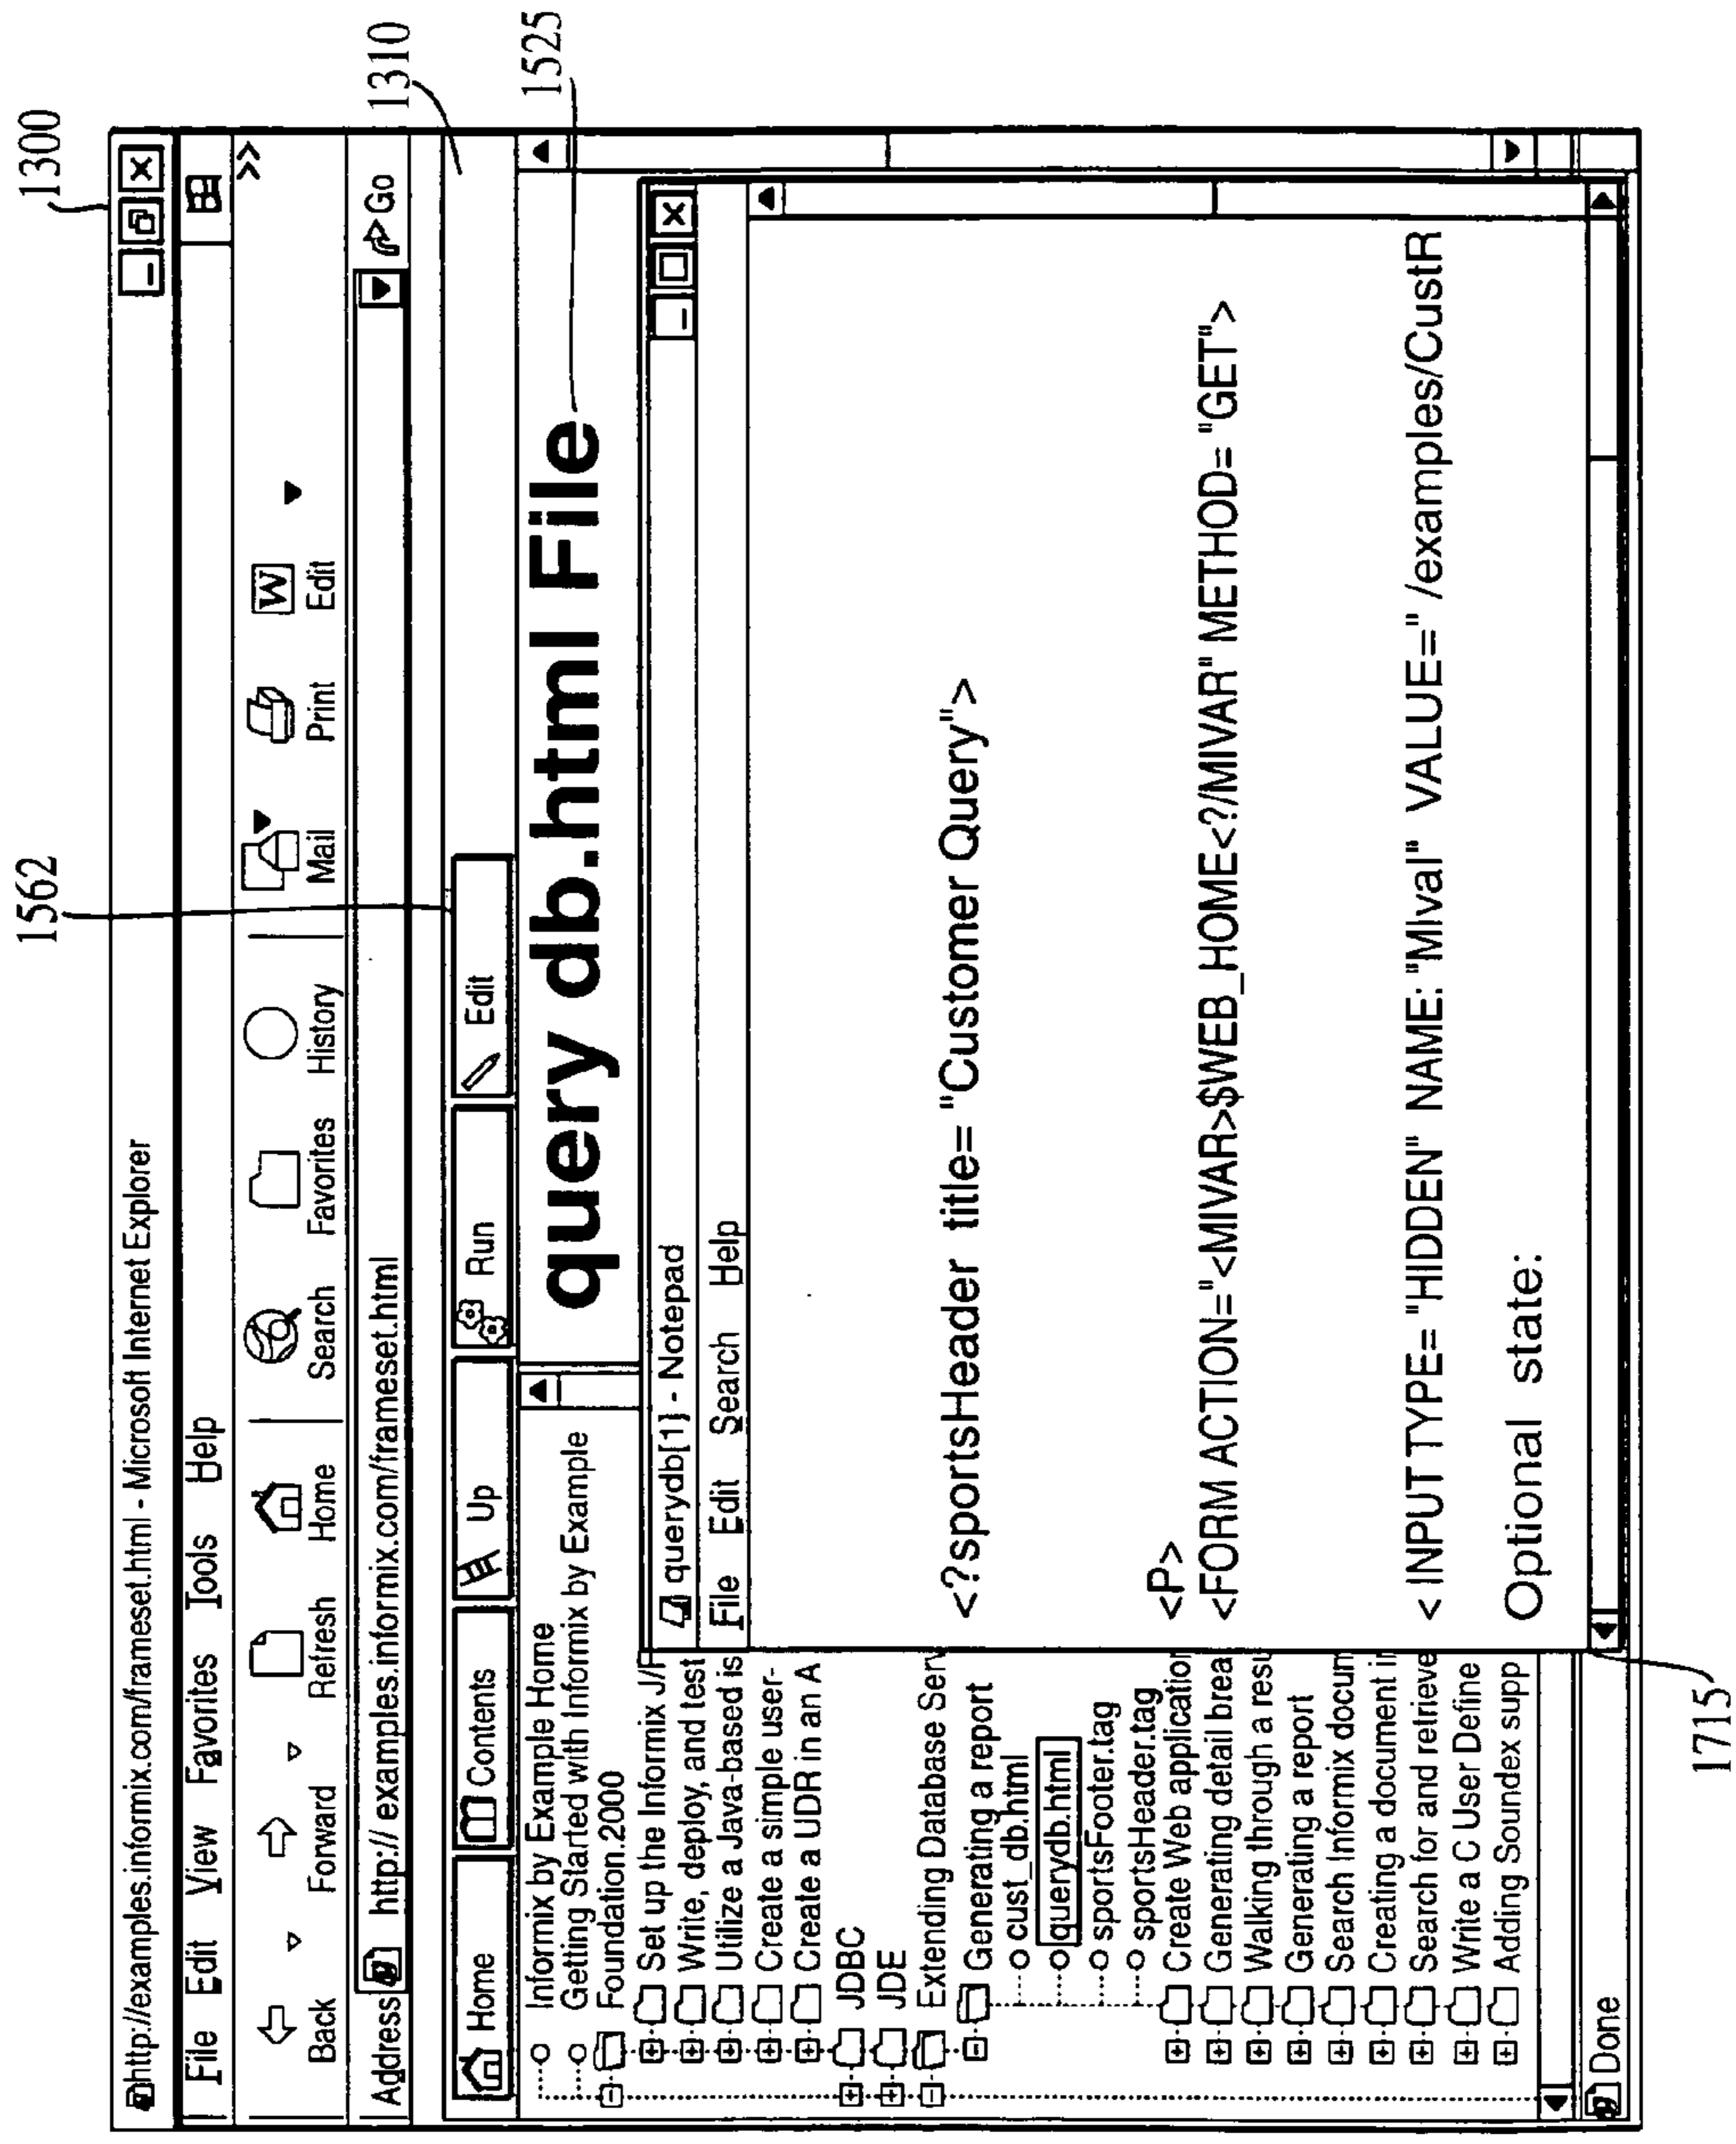 1300
http://examples.informix.com/frameset.html - Microsoft Internet Explorer
File Edit View Favorites Tools Help
Back Forward Refresh Home Search Favorites History Mail Print Edit
>>
Address http:// examples.informix.com/frameset.html Go
1562
1310
Home Contents Up Run Edit
1525
query db.html File
Informix by Example Home
Getting Started with Informix by Example
Foundation.2000
Set up the Informix J/F
Write, deploy, and test
Utilize a Java-based is
Create a simple user-
Create a UDR in an A
JDBC
JDE
Extending Database Serv
Generating a report
cust_db.html
querydb.html
sportsFooter.tag
sportsHeader.tag
Create Web application
Generating detail brea
Walking through a resu
Generating a report
Search Informix docum
Creating a document in
Search for and retrieve
Write a C User Define
Adding Soundex supp
querydb[1] - Notepad
File Edit Search Help
<?sportsHeader title= "Customer Query">
<P>
<FORM ACTION="<MIVAR>$WEB_HOME<?/MIVAR" METHOD= "GET">
< INPUT TYPE= "HIDDEN" NAME: "MIval" VALUE=" /examples/CustR
Optional state:
Done
1715